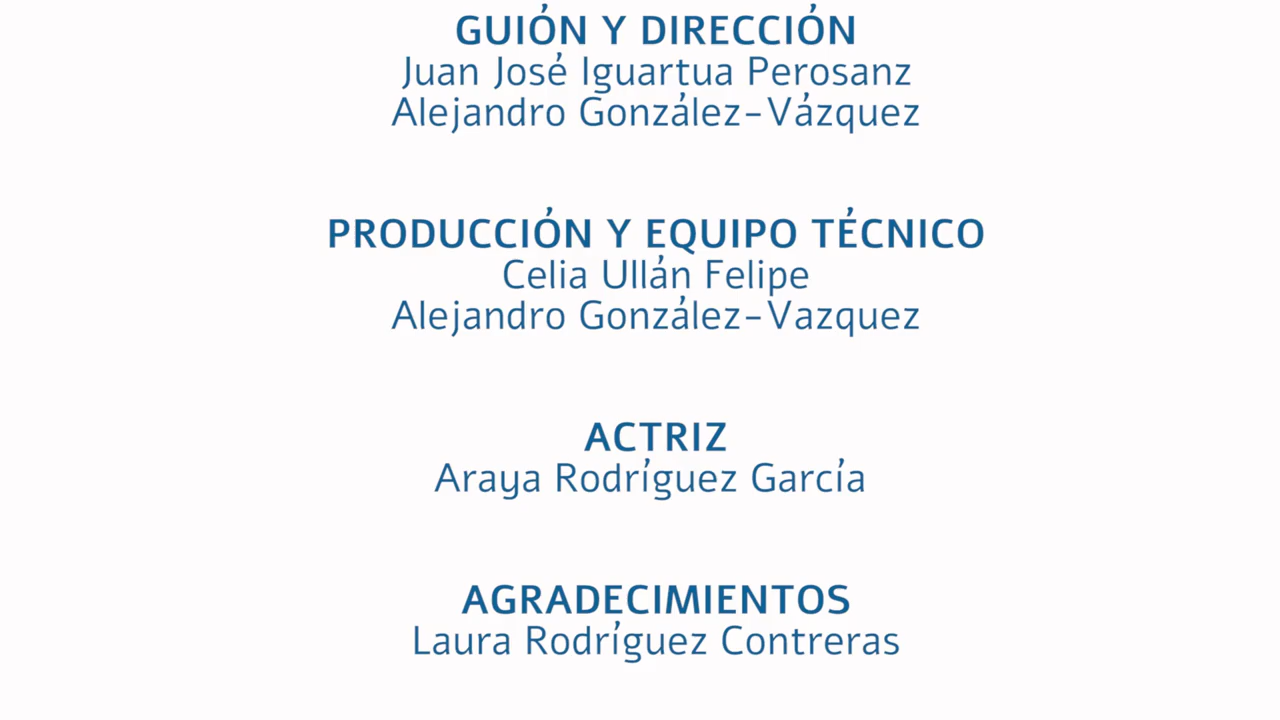 GUIÓN Y DIRECCIÓN
Juan José Iguartua Perosanz
Alejandro González-Vázquez
PRODUCCIÓN Y EQUIPO TÉCNICO
Celia Ullán Felipe
Alejandro González-Vazquez
ACTRIZ
Araya Rodríguez García
AGRADECIMIENTOS
Laura Rodríguez Contreras